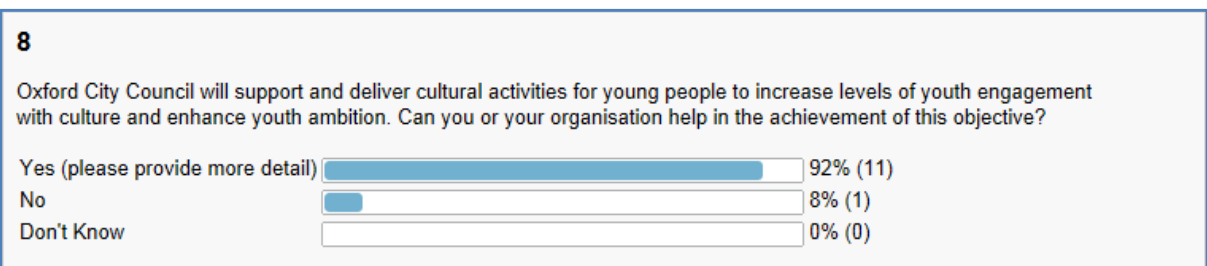 8
Oxford City Council will support and deliver cultural activities for young people to increase levels of youth engagement
with culture and enhance youth ambition. Can you or your organisation help in the achievement of this objective?
Yes (please provide more detail) 92% (11)
No 8% (1)
Don't Know 0% (0)